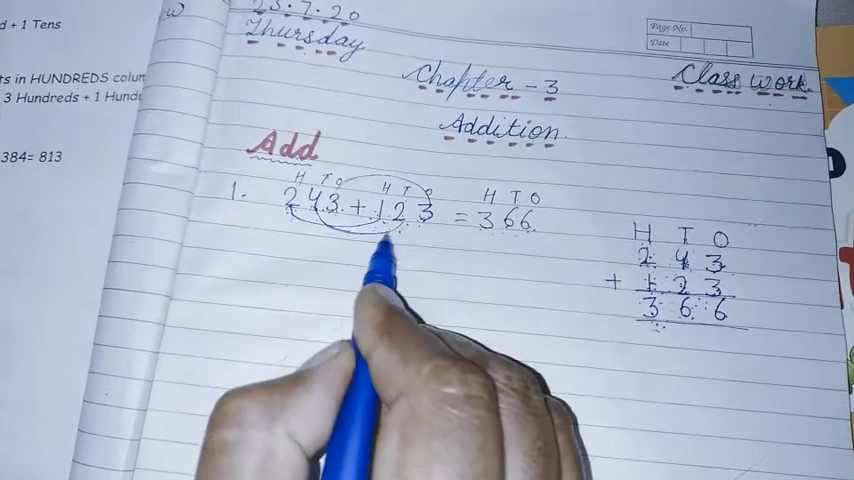 d + 1 Tens
ts in HUNDREDS colum
3 Hundreds + 1 Hund
384= 813
W
23.7.20
Thursday
Page No.
Date
Chapter - 3
Class work
Addition
Add
H T O H T O H T O
1. 243 + 123 = 366
H T O
2 4 3
+ 1 2 3
3 6 6